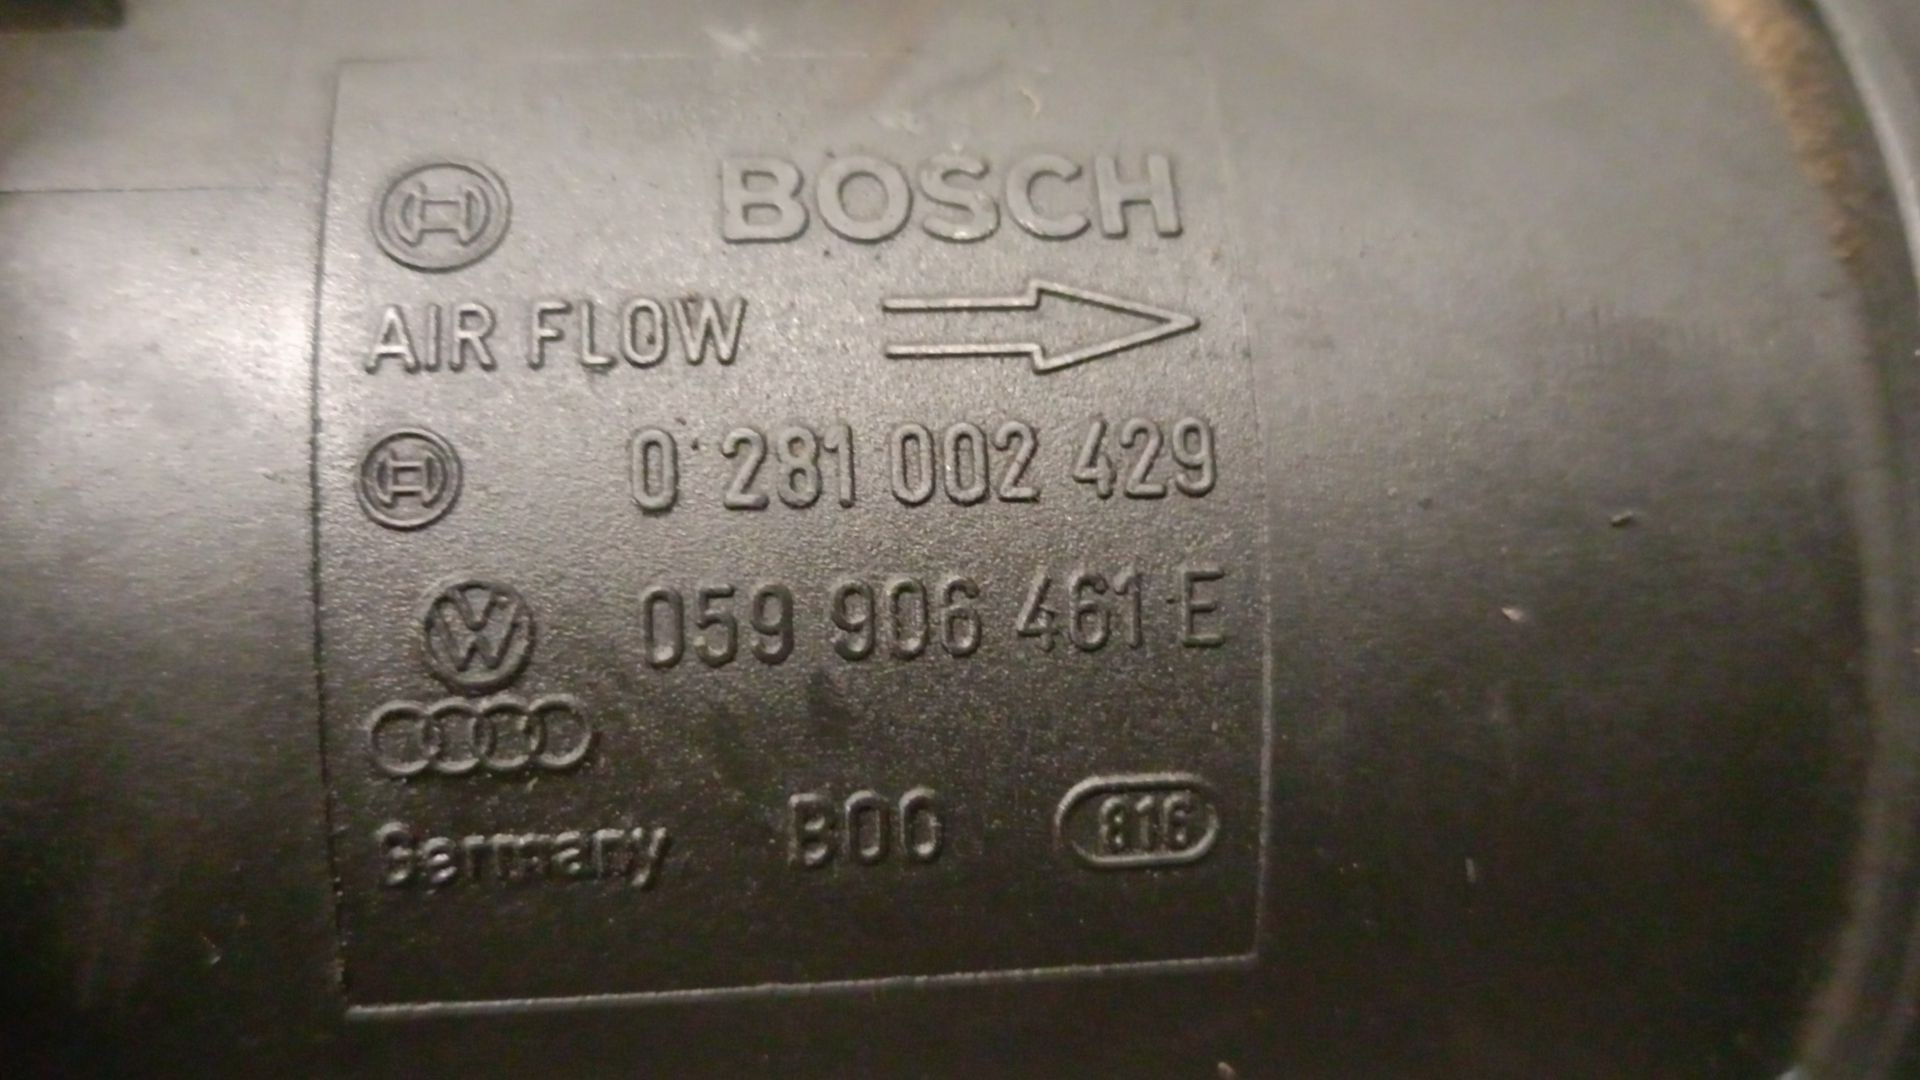 BOSCH
AIR FLOW
0 281 002 429
059 906 461 E
Germany B00 816